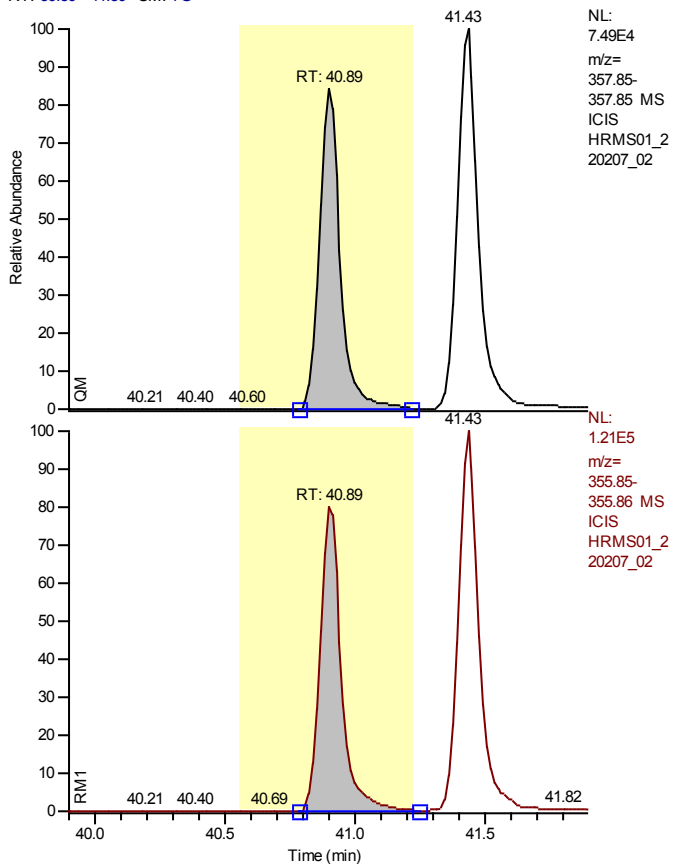 NL:
7.49E4
m/z=
357.85-
357.85 MS
ICIS
HRMS01_2
20207_02
41.43
RT: 40.89
100
90
80
70
60
50
40
30
20
10
0
Relative Abundance
QM
40.21 40.40 40.60
NL:
1.21E5
m/z=
355.85-
355.86 MS
ICIS
HRMS01_2
20207_02
41.43
RT: 40.89
100
90
80
70
60
50
40
30
20
10
0
RM1
40.21 40.40 40.69 41.82
40.0 40.5 41.0 41.5
Time (min)